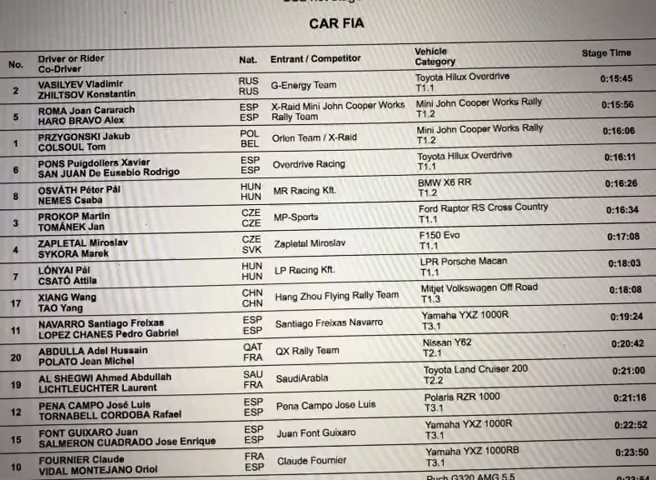 CAR FIA
No. Driver or Rider Nat. Entrant / Competitor Vehicle Stage Time
Co-Driver Category
2 VASILYEV Vladimir RUS G-Energy Team Toyota Hilux Overdrive 0:15:45
ZHILTSOV Konstantin RUS T1.1
5 ROMA Joan Cararach ESP X-Raid Mini John Cooper Works Mini John Cooper Works Rally 0:15:56
HARO BRAVO Alex ESP Rally Team T1.2
1 PRZYGONSKI Jakub POL Orlen Team / X-Raid Mini John Cooper Works Rally 0:16:06
COLSOUL Tom BEL T1.2
6 PONS Puigdollers Xavier ESP Overdrive Racing Toyota Hilux Overdrive 0:16:11
SAN JUAN De Eusebio Rodrigo ESP T1.1
8 OSVÁTH Péter Pál HUN MR Racing Kft. BMW X6 RR 0:16:26
NEMES Csaba HUN T1.2
3 PROKOP Martin CZE MP-Sports Ford Raptor RS Cross Country 0:16:34
TOMÁNEK Jan CZE T1.1
4 ZAPLETAL Miroslav CZE Zapletal Miroslav F150 Evo 0:17:08
SYKORA Marek SVK T1.1
7 LÓNYAI Pál HUN LP Racing Kft. LPR Porsche Macan 0:18:03
CSATÓ Attila HUN T1.1
17 XIANG Wang CHN Hang Zhou Flying Rally Team Mitjet Volkswagen Off Road 0:18:08
TAO Yang CHN T1.3
11 NAVARRO Santiago Freixas ESP Santiago Freixas Navarro Yamaha YXZ 1000R 0:19:24
LOPEZ CHANES Pedro Gabriel ESP T3.1
20 ABDULLA Adel Hussain QAT QX Rally Team Nissan Y62 0:20:42
POLATO Jean Michel FRA T2.1
19 AL SHEGWI Ahmed Abdullah SAU SaudiArabia Toyota Land Cruiser 200 0:21:00
LICHTLEUCHTER Laurent FRA T2.2
12 PENA CAMPO José Luis ESP Pena Campo Jose Luis Polaris RZR 1000 0:21:16
TORNABELL CORDOBA Rafael ESP T3.1
15 FONT GUIXARO Juan ESP Juan Font Guixaro Yamaha YXZ 1000R 0:22:52
SALMERON CUADRADO Jose Enrique ESP T3.1
10 FOURNIER Claude FRA Claude Fournier Yamaha YXZ 1000RB 0:23:50
VIDAL MONTEJANO Oriol ESP T3.1
G320 AMG 5.5